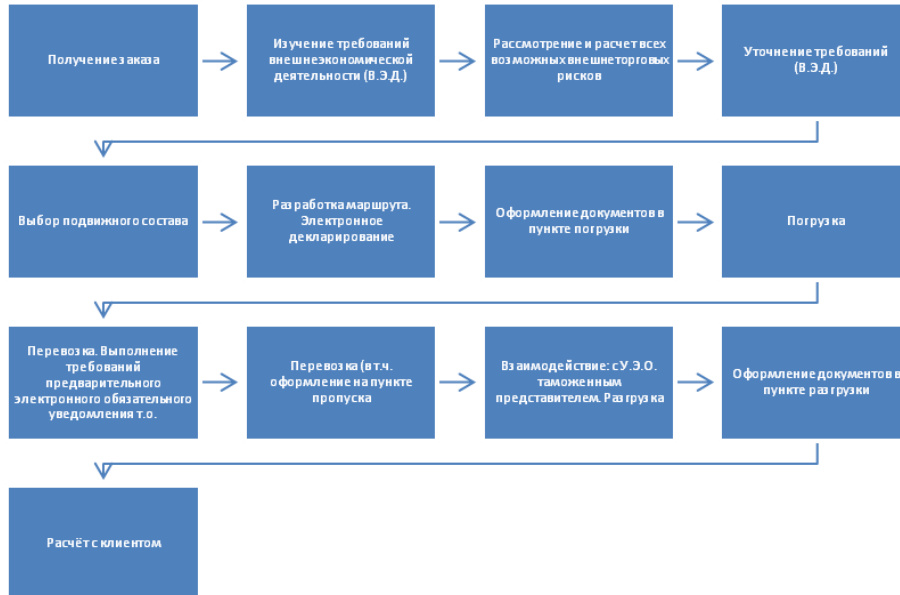 Получение заказа
Изучение требований
внешнеэкономической
деятельности (В.Э.Д.)
Рассмотрение и расчет всех
возможных внешнеторговых
рисков
Уточнение требований
(В.Э.Д.)
Выбор подвижного состава
Разработка маршрута.
Электронное
декларирование
Оформление документов в
пункте погрузки
Погрузка
Перевозка. Выполнение
требований
предварительного
электронного обязательного
уведомления т.о.
Перевозка (в т.ч.
оформление на пункте
пропуска
Взаимодействие: с У.Э.О.
таможенным
представителем. Разгрузка
Оформление документов в
пункте разгрузки
Расчёт с клиентом